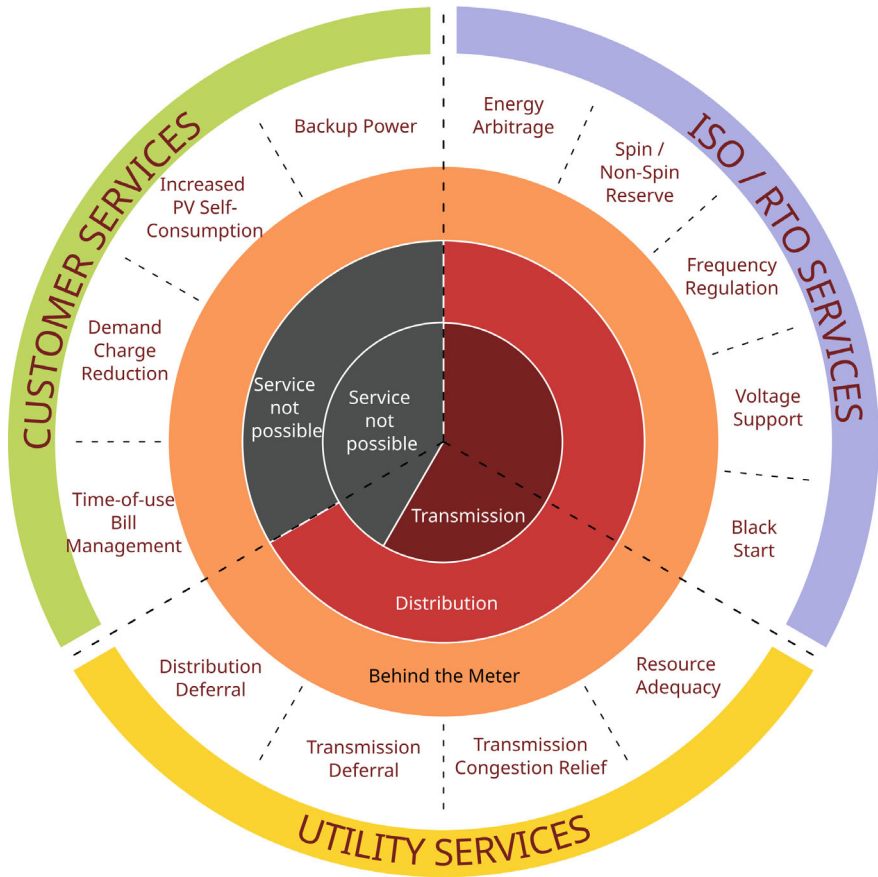 CUSTOMER SERVICES
ISO / RTO SERVICES
UTILITY SERVICES
Backup Power
Increased
PV Self-
Consumption
Demand
Charge
Reduction
Time-of-use
Bill
Management
Energy
Arbitrage
Spin /
Non-Spin
Reserve
Frequency
Regulation
Voltage
Support
Black
Start
Resource
Adequacy
Transmission
Congestion Relief
Transmission
Deferral
Distribution
Deferral
Service
not
possible
Service
not
possible
Transmission
Distribution
Behind the Meter